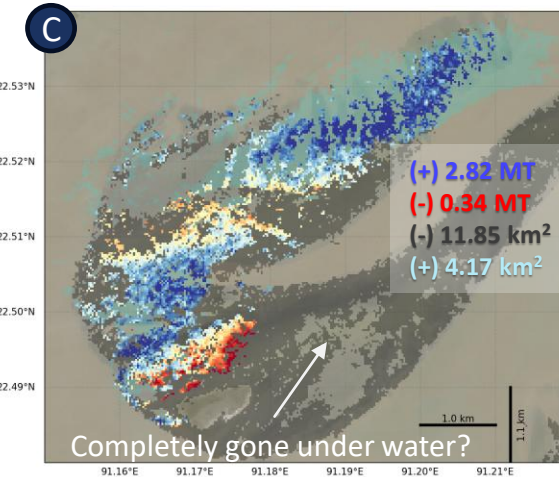 C
22.53°N
22.52°N
22.51°N
22.50°N
22.49°N
(+) 2.82 MT
(-) 0.34 MT
(-) 11.85 km²
(+) 4.17 km²
1.0 km
1.1 km
Completely gone under water?
91.16°E 91.17°E 91.18°E 91.19°E 91.20°E 91.21°E